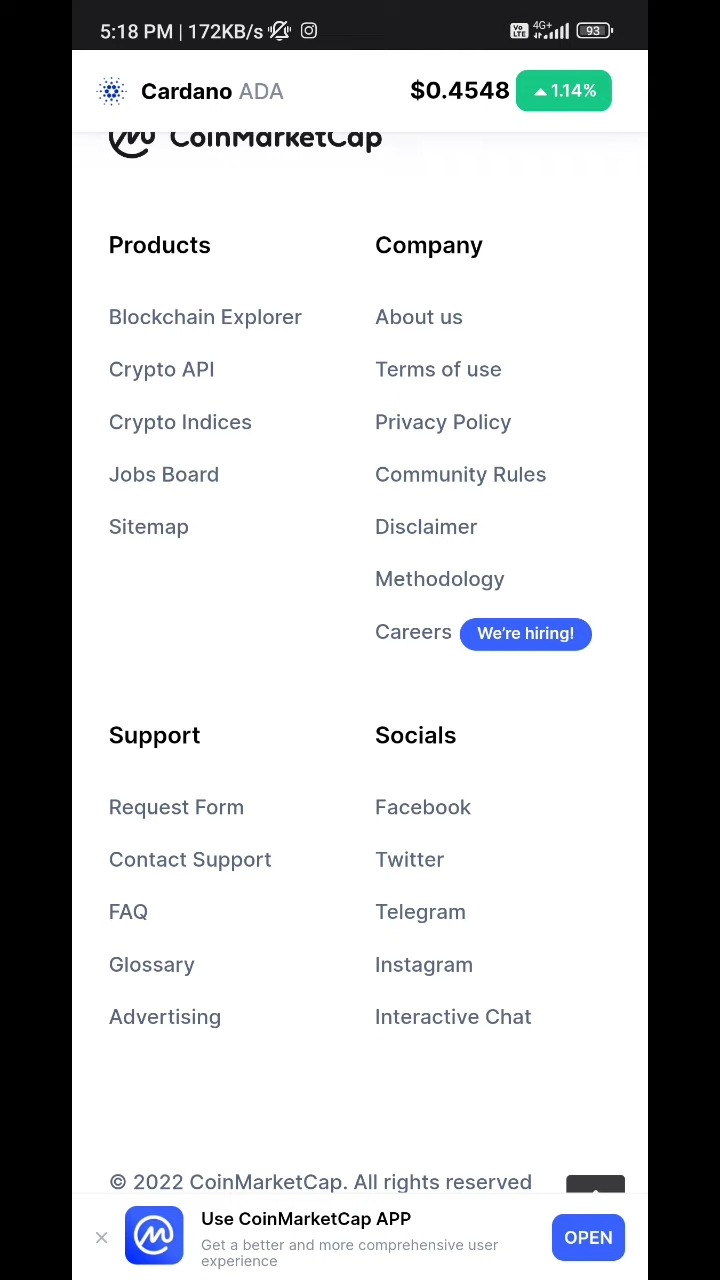 5:18 PM | 172KB/s
Vo LTE 4G+ 93
Cardano ADA $0.4548 1.14%
CoinMarketCap
Products
Blockchain Explorer
Crypto API
Crypto Indices
Jobs Board
Sitemap
Company
About us
Terms of use
Privacy Policy
Community Rules
Disclaimer
Methodology
Careers We're hiring!
Support
Request Form
Contact Support
FAQ
Glossary
Advertising
Socials
Facebook
Twitter
Telegram
Instagram
Interactive Chat
© 2022 CoinMarketCap. All rights reserved
Use CoinMarketCap APP
Get a better and more comprehensive user
experience
OPEN